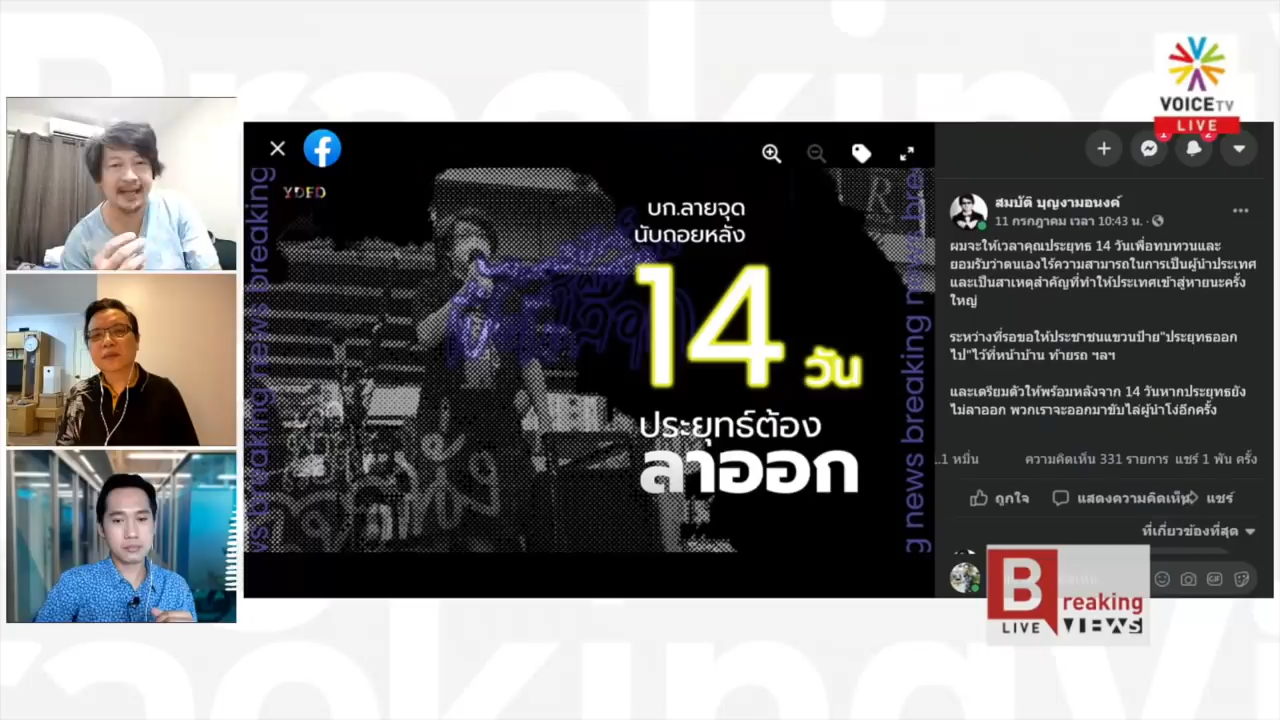 VOICETV
LIVE
YDED
breaking
breaking news
บก.ลายจุด
นับถอยหลัง
14 วัน
ประยุทธ์ต้อง
ลาออก
breaking news
g news
สมบัติ บุญงามอนงค์
11 กรกฎาคม เวลา 10:43 น.
ผมจะให้เวลาคุณประยุทธ 14 วันเพื่อทบทวนและ
ยอมรับว่าตนเองไร้ความสามารถในการเป็นผู้นำประเทศ
และเป็นสาเหตุสำคัญที่ทำให้ประเทศเข้าสู่หายนะครั้ง
ใหญ่
ระหว่างที่รอขอให้ประชาชนแขวนป้าย"ประยุทธออก
ไป"ไว้ที่หน้าบ้าน ท้ายรถ ฯลฯ
และเตรียมตัวให้พร้อมหลังจาก 14 วันหากประยุทธยัง
ไม่ลาออก พวกเราจะออกมาขับไล่ผู้นำโง่อีกครั้ง
..1 หมื่น ความคิดเห็น 331 รายการ แชร์ 1 พัน ครั้ง
ถูกใจ แสดงความคิดเห็น แชร์
ที่เกี่ยวข้องที่สุด
GIF
Breaking
LIVE VIEWS